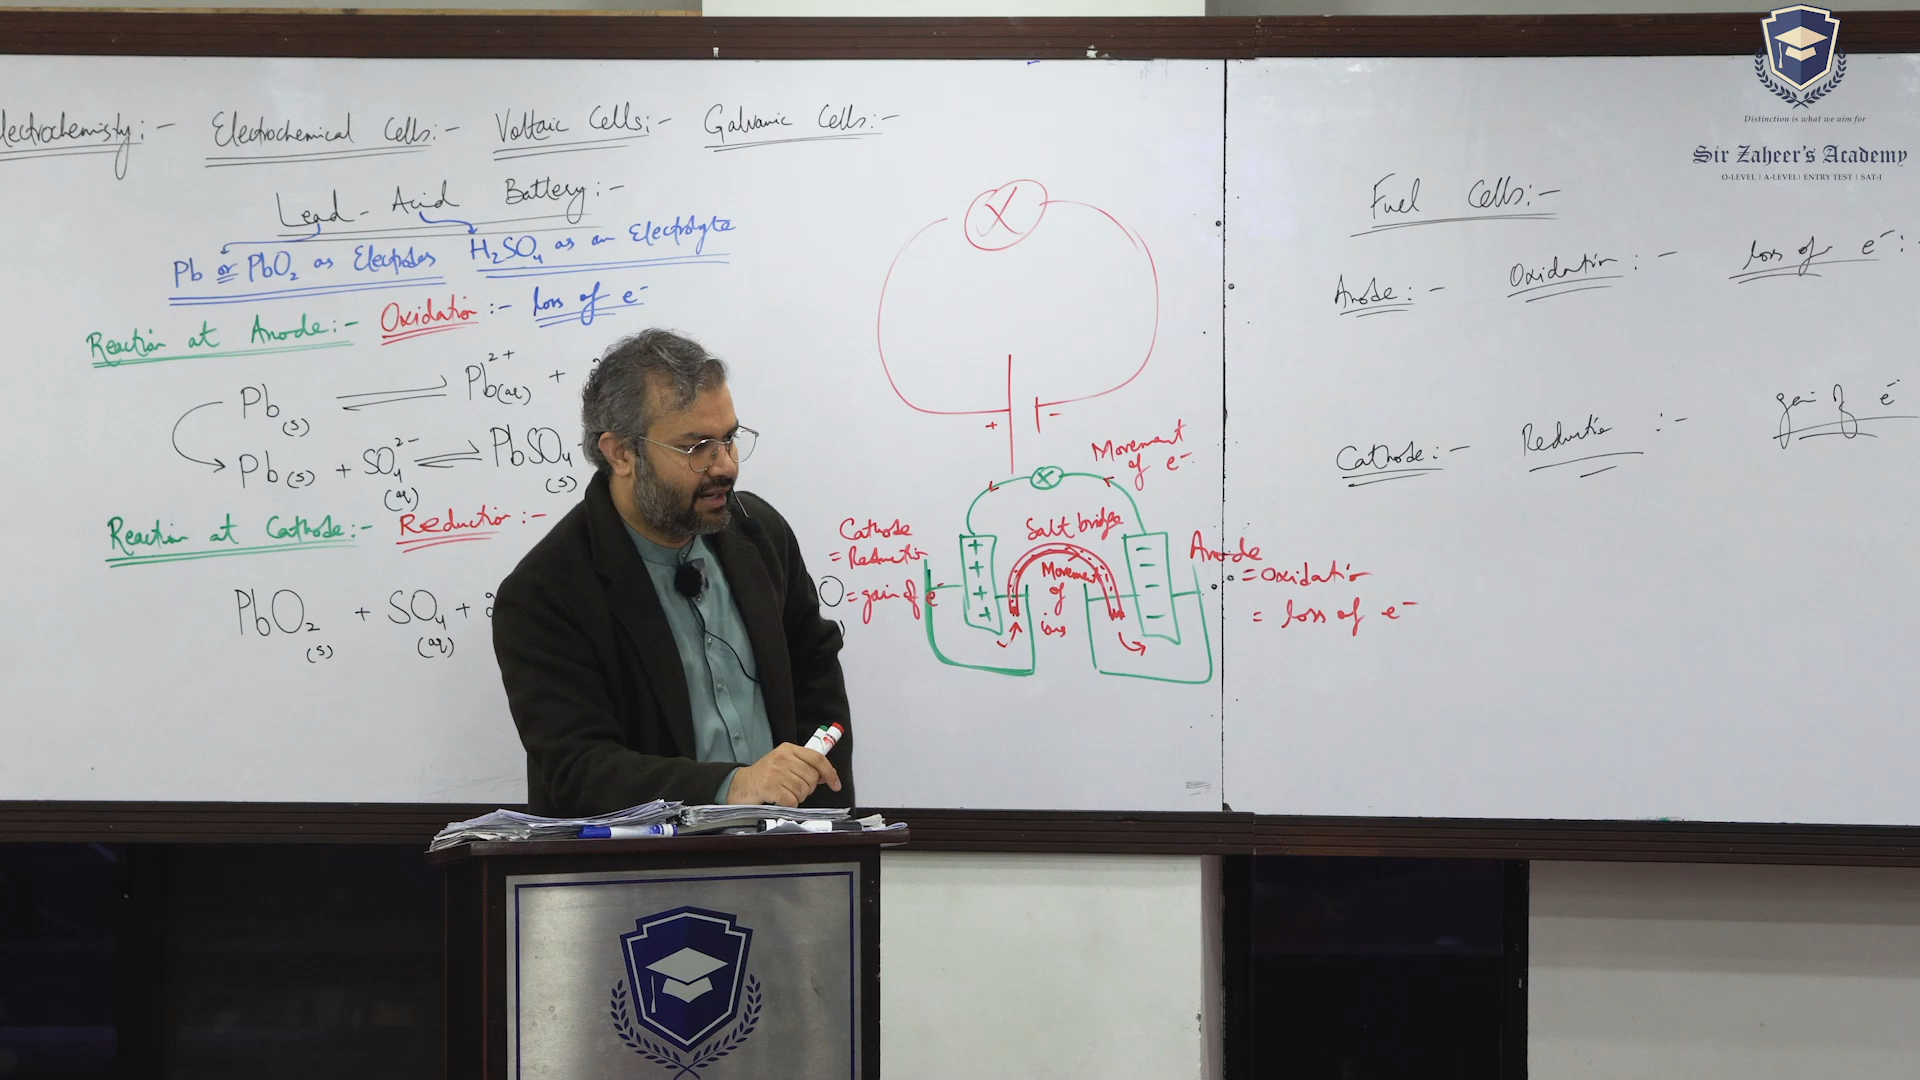 lectrochemistry :- Electrochemical Cells :- Voltaic Cells :- Galvanic Cells :-
Lead - Acid Battery :-
Pb or PbO2 as Electrodes H2SO4 as an Electrolyte
Reaction at Anode :- Oxidation :- loss of e-
Pb(s) ⇌ Pb2+(aq) +
Pb(s) + SO4 2-(aq) ⇌ PbSO4(s)
Reaction at Cathode :- Reduction :-
PbO2(s) + SO4(aq) +
X
+ -
Movement of e-
X
Cathode
= Reduction
= gain of e-
Salt bridge
Movement of ions
+
+
+
+
-
-
-
-
-
Anode
= Oxidation
= loss of e-
Fuel Cells :-
Anode :- Oxidation :- loss of e- :
Cathode :- Reduction :- gain of e-
Distinction is what we aim for
Sir Zaheer's Academy
O-LEVEL | A-LEVEL | ENTRY TEST | SAT-I